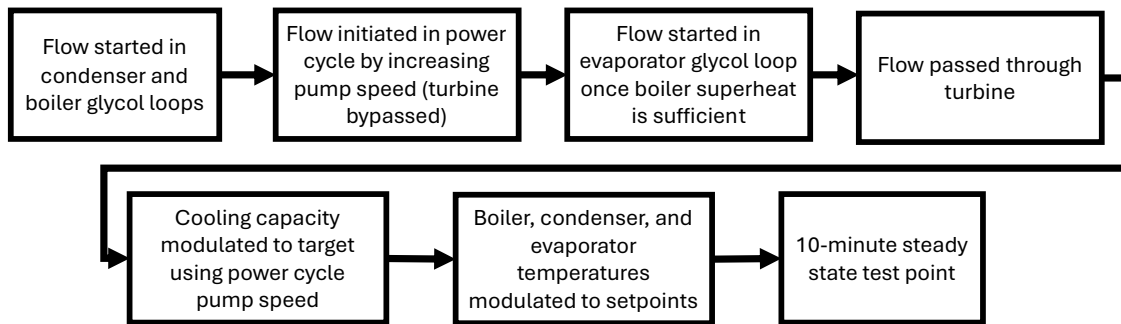 Flow started in
condenser and
boiler glycol loops
Flow initiated in power
cycle by increasing
pump speed (turbine
bypassed)
Flow started in
evaporator glycol loop
once boiler superheat
is sufficient
Flow passed through
turbine
Cooling capacity
modulated to target
using power cycle
pump speed
Boiler, condenser, and
evaporator
temperatures
modulated to setpoints
10-minute steady
state test point